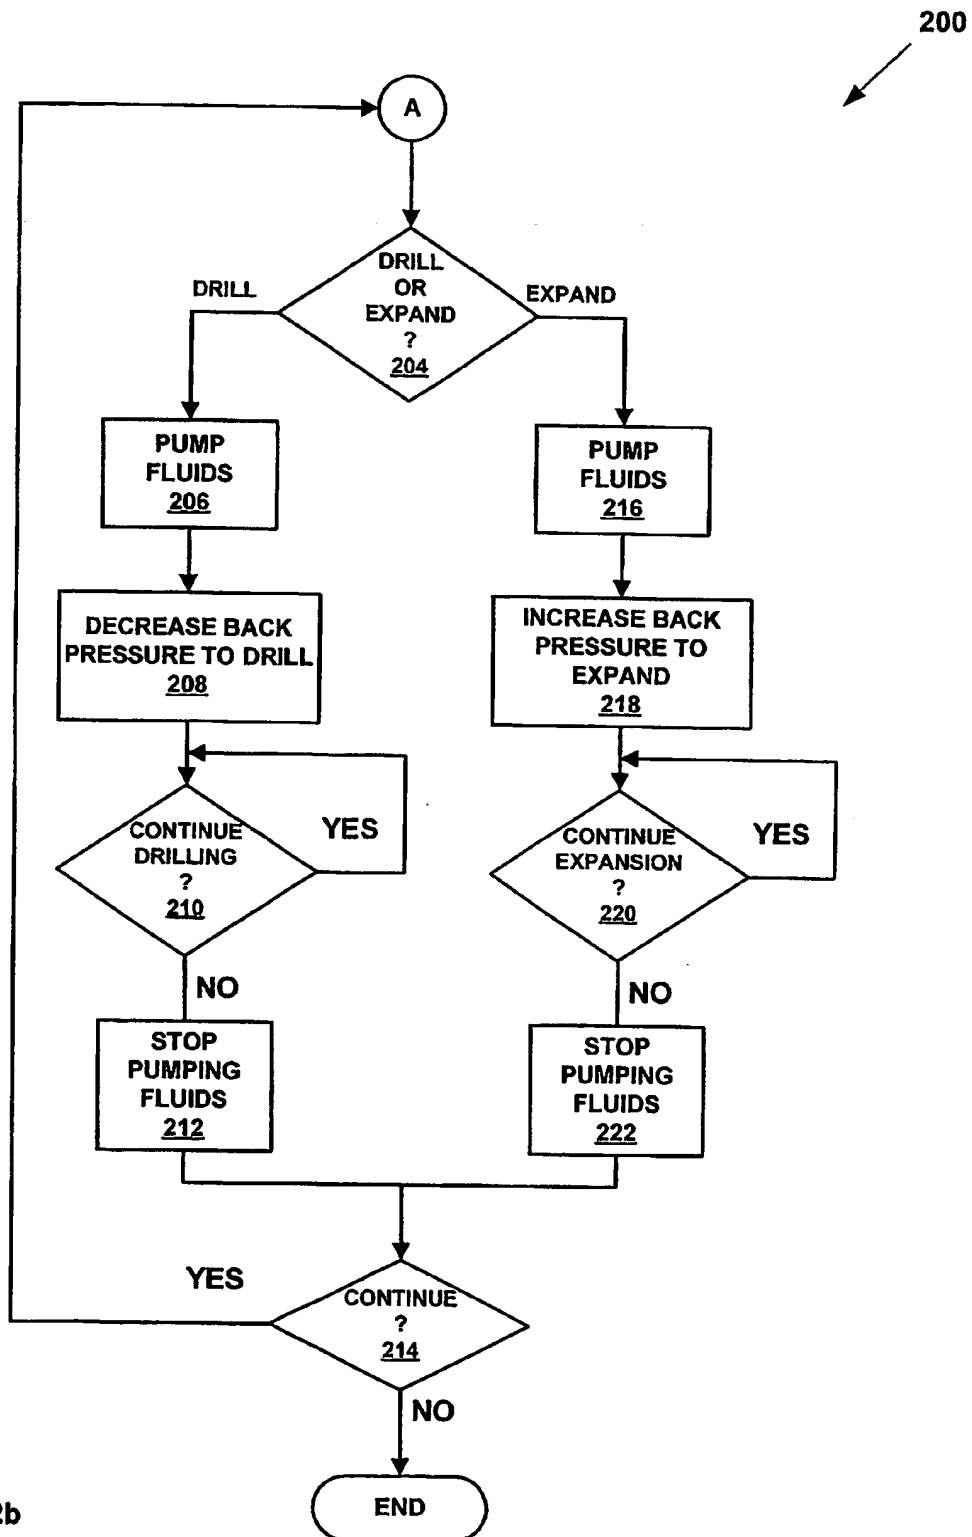 200
A
DRILL
OR
EXPAND
?
204
DRILL
EXPAND
PUMP
FLUIDS
206
PUMP
FLUIDS
216
DECREASE BACK
PRESSURE TO DRILL
208
INCREASE BACK
PRESSURE TO
EXPAND
218
CONTINUE
DRILLING
?
210
YES
CONTINUE
EXPANSION
?
220
YES
NO
NO
STOP
PUMPING
FLUIDS
212
STOP
PUMPING
FLUIDS
222
YES
CONTINUE
?
214
NO
END
2b